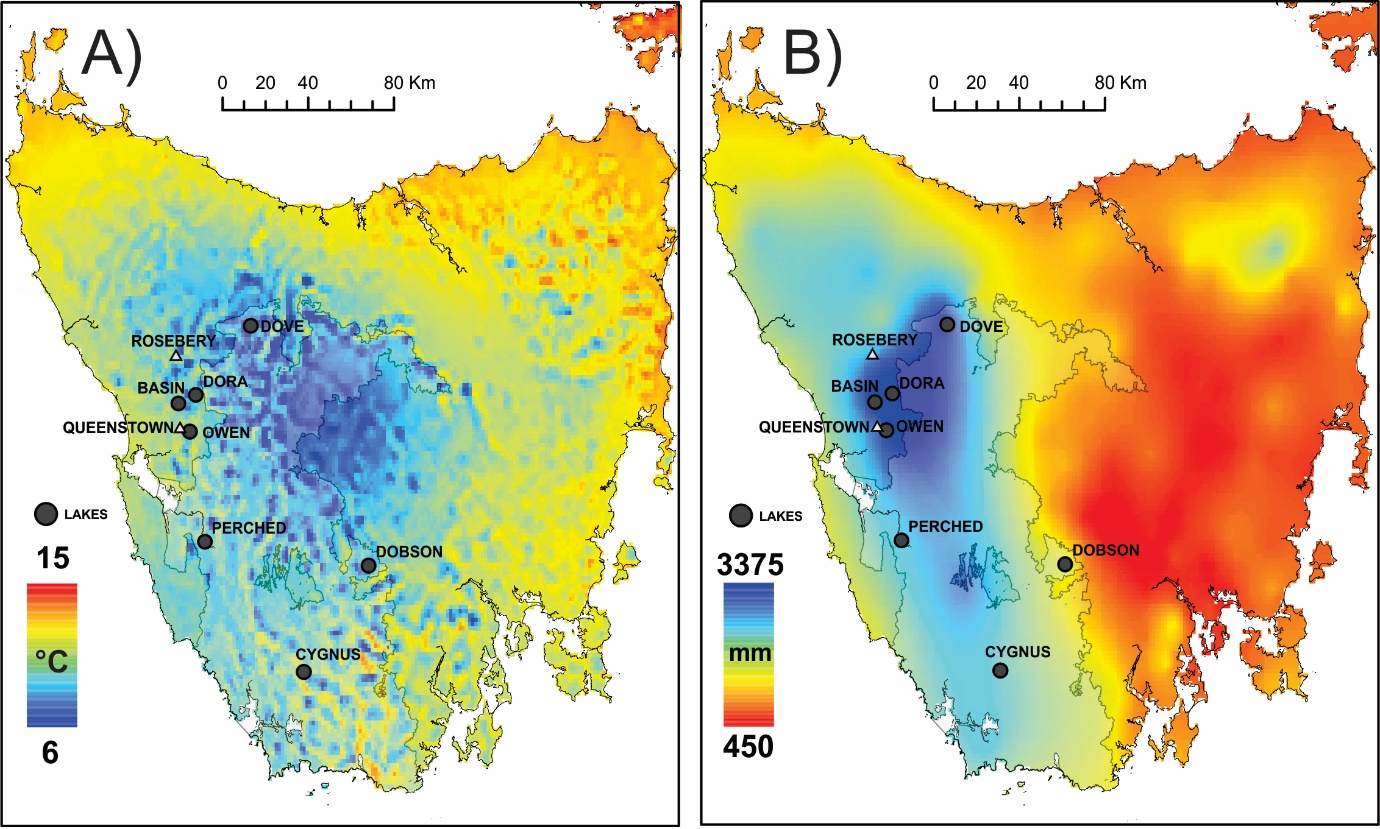 A)
0 20 40 80 Km
DOVE
ROSEBERY
BASIN
DORA
QUEENSTOWN
OWEN
LAKES
PERCHED
15
DOBSON
°C
CYGNUS
6
B)
0 20 40 80 Km
DOVE
ROSEBERY
BASIN
DORA
QUEENSTOWN
OWEN
LAKES
PERCHED
3375
DOBSON
mm
CYGNUS
450